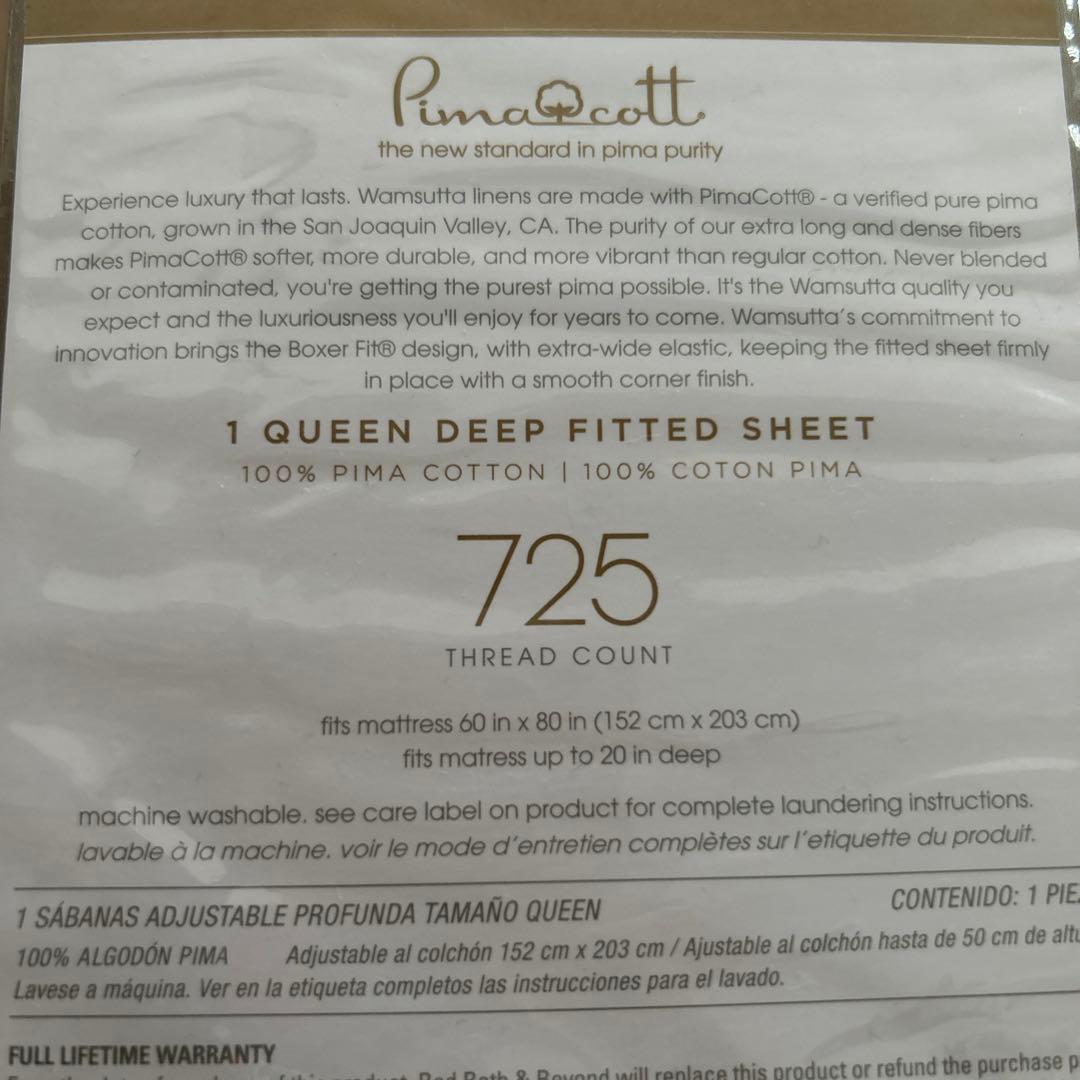 Pimacott
the new standard in pima purity
Experience luxury that lasts. Wamsutta linens are made with PimaCott® - a verified pure pima
cotton, grown in the San Joaquin Valley, CA. The purity of our extra long and dense fibers
makes PimaCott® softer, more durable, and more vibrant than regular cotton. Never blended
or contaminated, you're getting the purest pima possible. It's the Wamsutta quality you
expect and the luxuriousness you'll enjoy for years to come. Wamsutta's commitment to
innovation brings the Boxer Fit® design, with extra-wide elastic, keeping the fitted sheet firmly
in place with a smooth corner finish.
1 QUEEN DEEP FITTED SHEET
100% PIMA COTTON | 100% COTON PIMA
725
THREAD COUNT
fits mattress 60 in x 80 in (152 cm x 203 cm)
fits matress up to 20 in deep
machine washable. see care label on product for complete laundering instructions.
lavable à la machine. voir le mode d'entretien complètes sur l'etiquette du produit.
1 SÁBANAS ADJUSTABLE PROFUNDA TAMAÑO QUEEN CONTENIDO: 1 PIE
100% ALGODÓN PIMA Adjustable al colchón 152 cm x 203 cm / Ajustable al colchón hasta de 50 cm de altu
Lavese a máquina. Ver en la etiqueta completos las instrucciones para el lavado.
FULL LIFETIME WARRANTY
of this product, Bed Bath & Beyond will replace this product or refund the purchase p